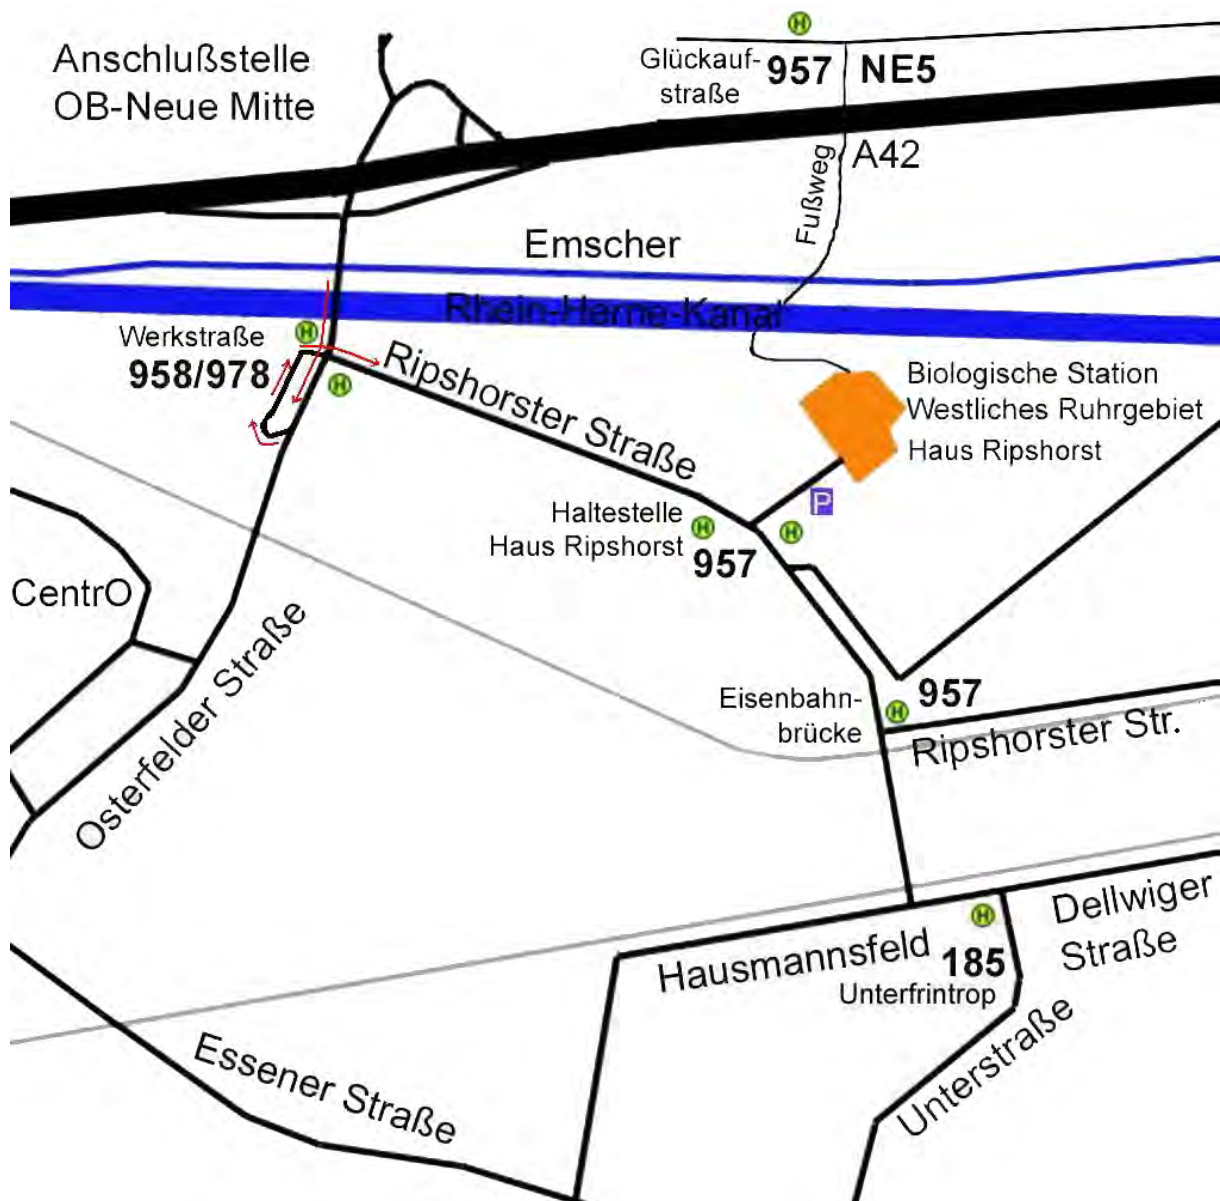 Anschlußstelle
OB-Neue Mitte
H
Glückauf-
straße
957
NE5
A42
Fußweg
Emscher
Rhein-Herne-Kanal
Werkstraße
958/978
H
H
Ripshorster Straße
Biologische Station
Westliches Ruhrgebiet
Haus Ripshorst
P
Haltestelle
Haus Ripshorst
H
957
H
CentrO
Osterfelder Straße
Eisenbahn-
brücke
957
H
Ripshorster Str.
Dellwiger
Straße
H
Hausmannsfeld
185
Unterfrintrop
Unterstraße
Essener Straße